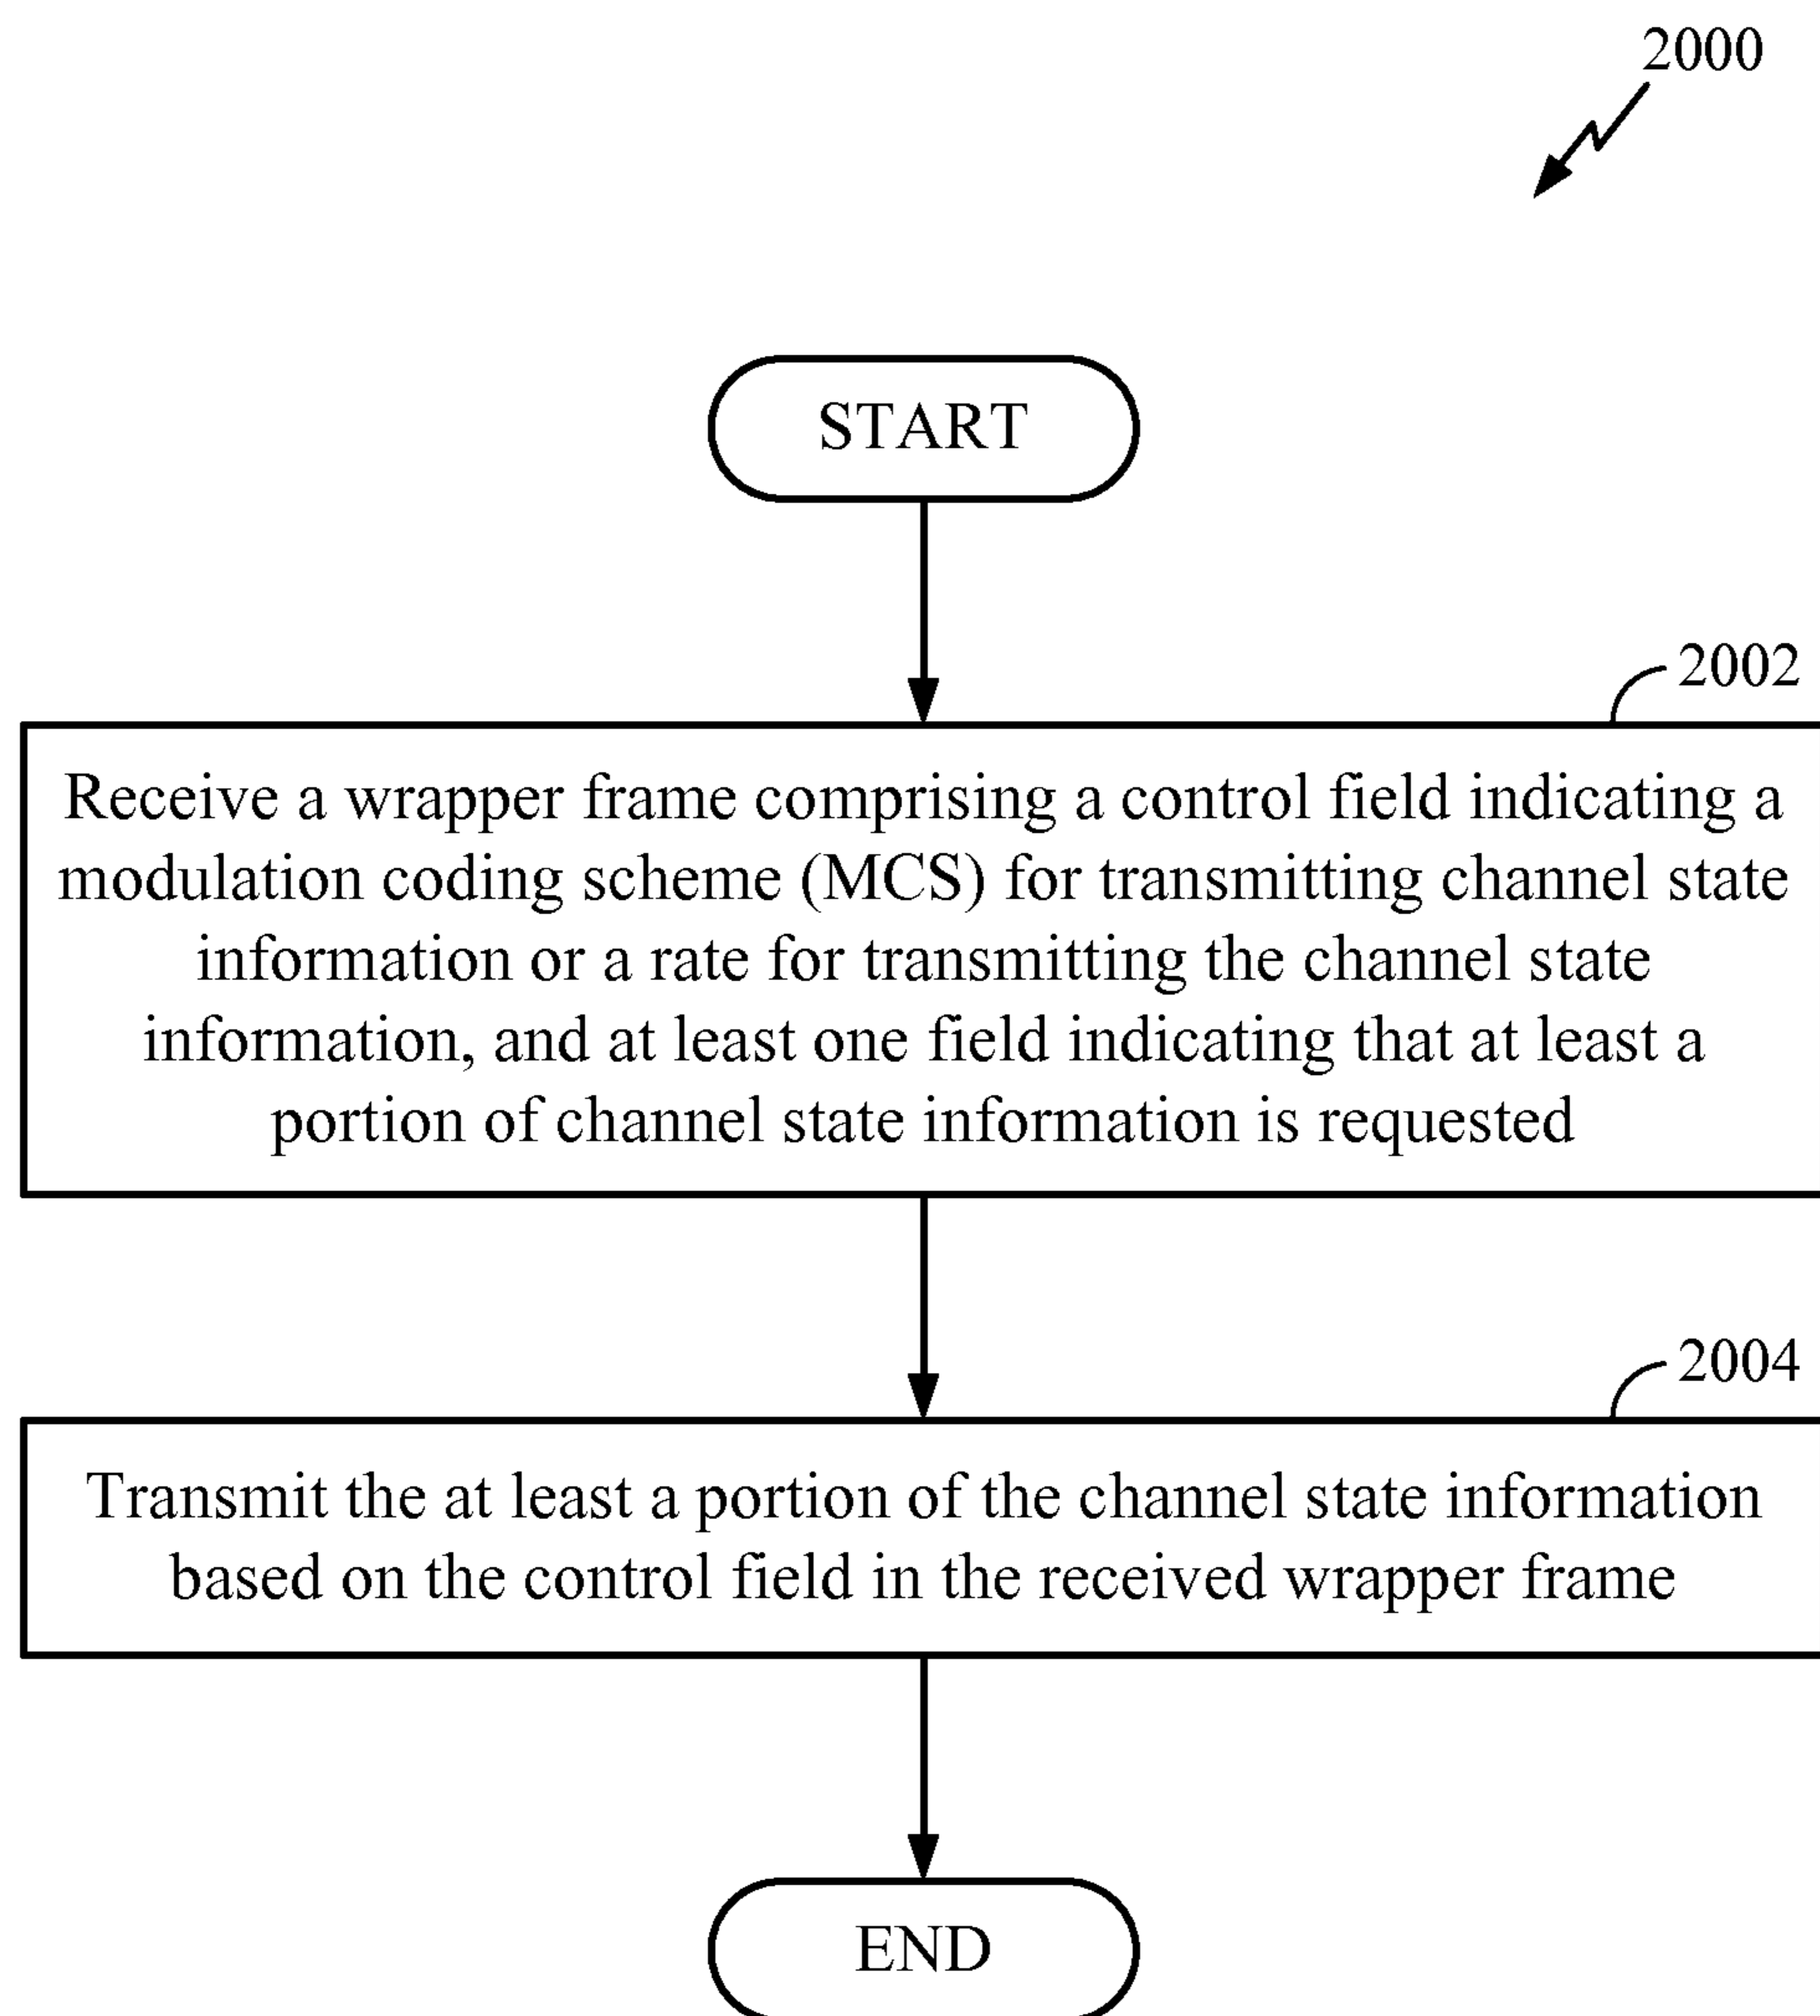 2000
START
2002
Receive a wrapper frame comprising a control field indicating a
modulation coding scheme (MCS) for transmitting channel state
information or a rate for transmitting the channel state
information, and at least one field indicating that at least a
portion of channel state information is requested
2004
Transmit the at least a portion of the channel state information
based on the control field in the received wrapper frame
END